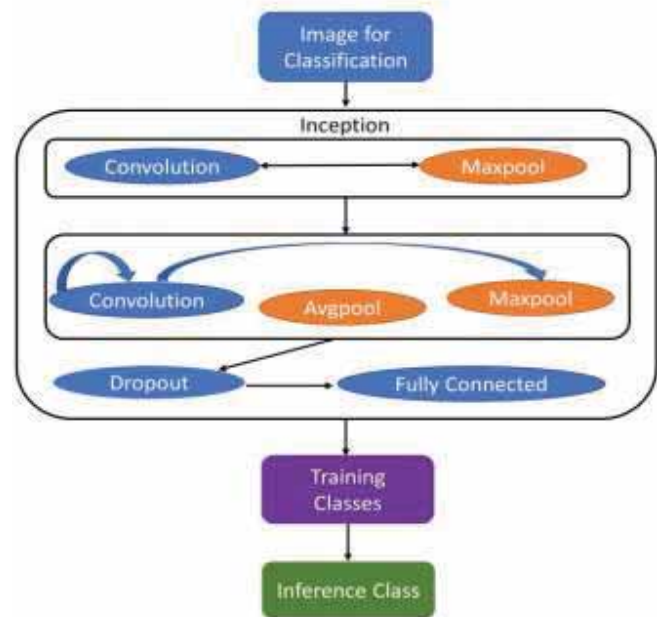 Image for
Classification
Inception
Convolution
Maxpool
Convolution
Avgpool
Maxpool
Dropout
Fully Connected
Training
Classes
Inference Class